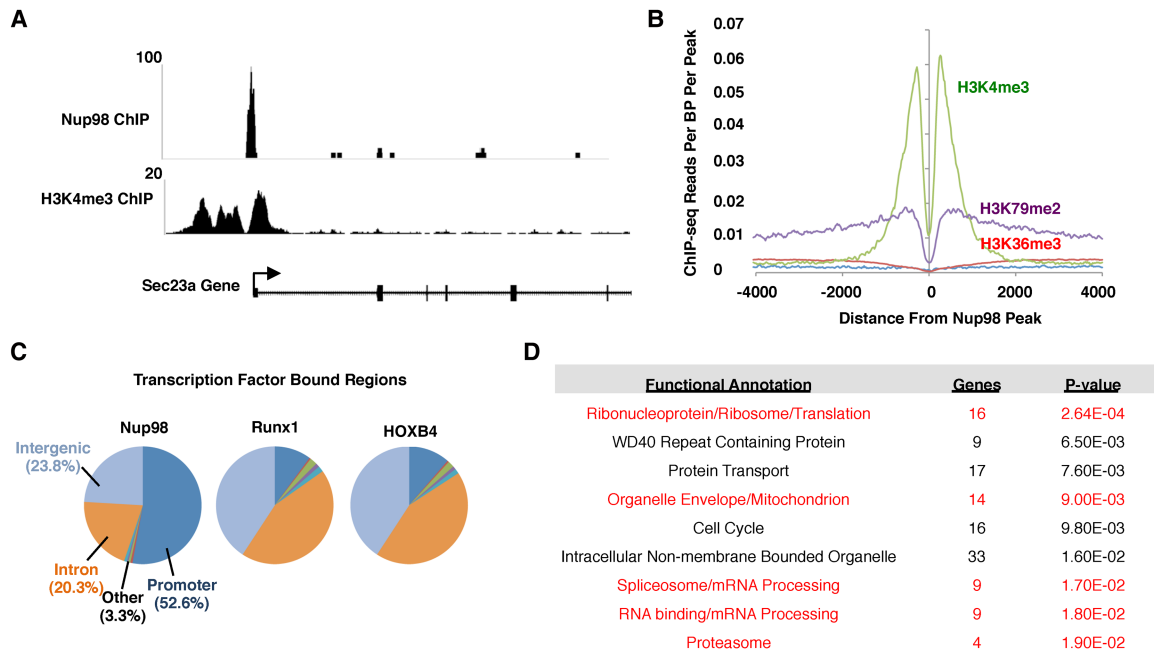 A
100
Nup98 ChIP
20
H3K4me3 ChIP
Sec23a Gene
B
ChIP-seq Reads Per BP Per Peak
0.07
0.06
0.05
0.04
0.03
0.02
0.01
0
H3K4me3
H3K79me2
H3K36me3
-4000 -2000 0 2000 4000
Distance From Nup98 Peak
C
Transcription Factor Bound Regions
Nup98 Runx1 HOXB4
Intergenic
(23.8%)
Intron
(20.3%)
Other
(3.3%)
Promoter
(52.6%)
D
Functional Annotation Genes P-value
Ribonucleoprotein/Ribosome/Translation 16 2.64E-04
WD40 Repeat Containing Protein 9 6.50E-03
Protein Transport 17 7.60E-03
Organelle Envelope/Mitochondrion 14 9.00E-03
Cell Cycle 16 9.80E-03
Intracellular Non-membrane Bounded Organelle 33 1.60E-02
Spliceosome/mRNA Processing 9 1.70E-02
RNA binding/mRNA Processing 9 1.80E-02
Proteasome 4 1.90E-02